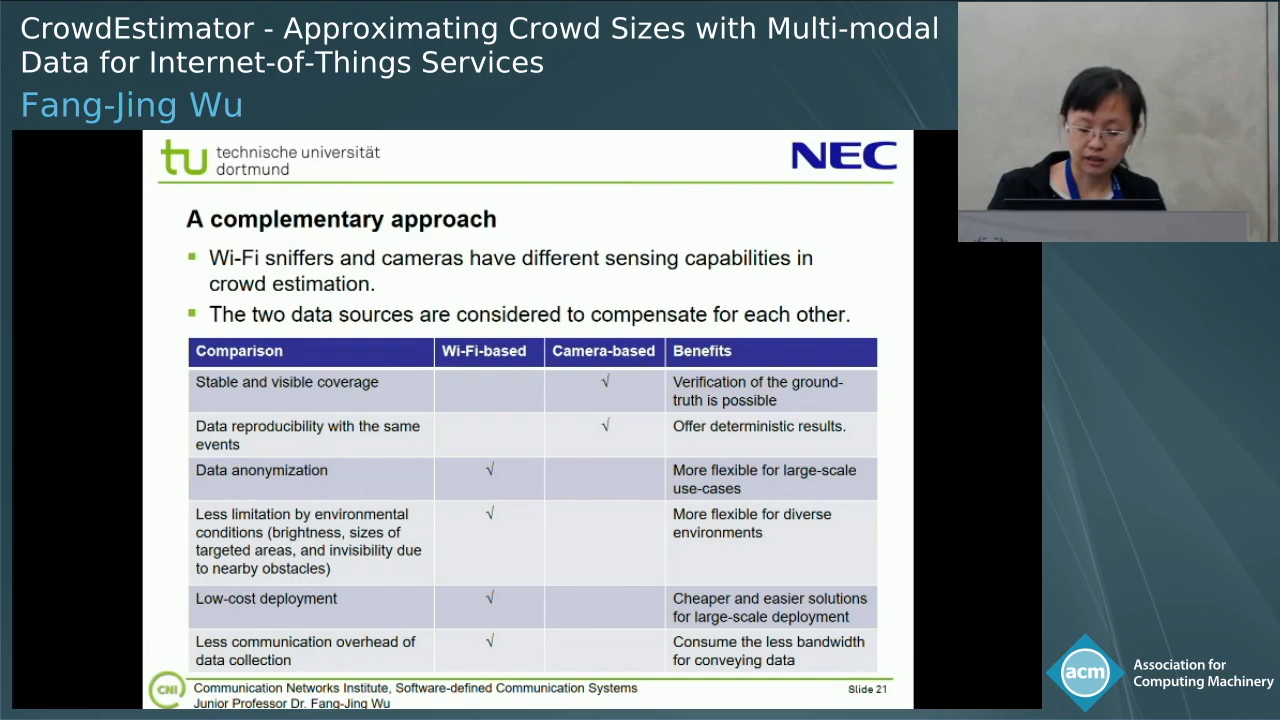 CrowdEstimator - Approximating Crowd Sizes with Multi-modal
Data for Internet-of-Things Services
Fang-Jing Wu
tu technische universität
dortmund
NEC
A complementary approach
Wi-Fi sniffers and cameras have different sensing capabilities in
crowd estimation.
The two data sources are considered to compensate for each other.
Comparison Wi-Fi-based Camera-based Benefits
Stable and visible coverage √ Verification of the ground-
truth is possible
Data reproducibility with the same √ Offer deterministic results.
events
Data anonymization √ More flexible for large-scale
use-cases
Less limitation by environmental √ More flexible for diverse
conditions (brightness, sizes of environments
targeted areas, and invisibility due
to nearby obstacles)
Low-cost deployment √ Cheaper and easier solutions
for large-scale deployment
Less communication overhead of √ Consume the less bandwidth
data collection for conveying data
CNI Communication Networks Institute, Software-defined Communication Systems
Junior Professor Dr. Fang-Jing Wu
Slide 21
acm Association for
Computing Machinery